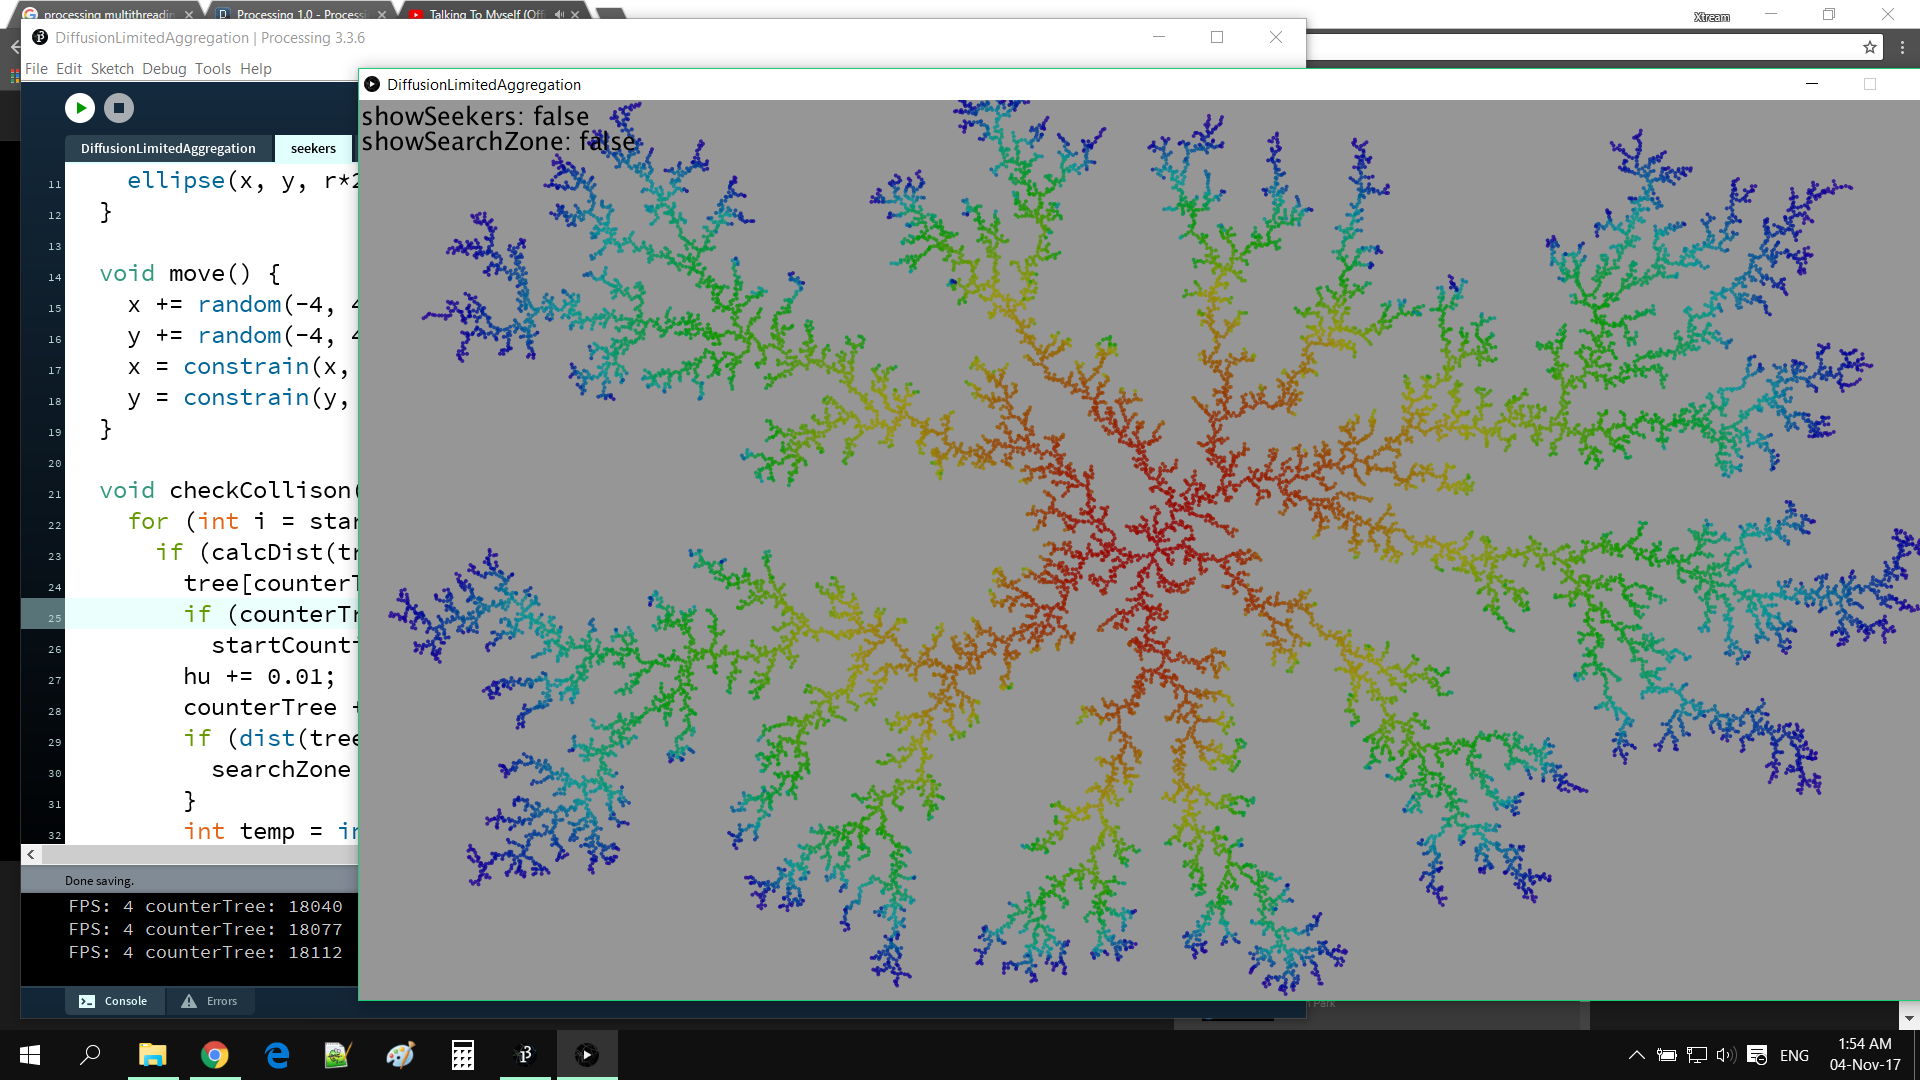 processing multithreadin
Processing 1.0 - Process
Talking To Myself (Off
Xtream
DiffusionLimitedAggregation | Processing 3.3.6
File Edit Sketch Debug Tools Help
DiffusionLimitedAggregation
showSeekers: false
showSearchZone: false
DiffusionLimitedAggregation seekers
11 ellipse(x, y, r*2
12 }
13
14 void move() {
15 x += random(-4, 4
16 y += random(-4, 4
17 x = constrain(x,
18 y = constrain(y,
19 }
20
21 void checkCollison(
22 for (int i = star
23 if (calcDist(tr
24 tree[counterT
25 if (counterTr
26 startCount
27 hu += 0.01;
28 counterTree +
29 if (dist(tree
30 searchZone
31 }
32 int temp = in
Done saving.
FPS: 4 counterTree: 18040
FPS: 4 counterTree: 18077
FPS: 4 counterTree: 18112
Console Errors
Park
ENG
1:54 AM
04-Nov-17